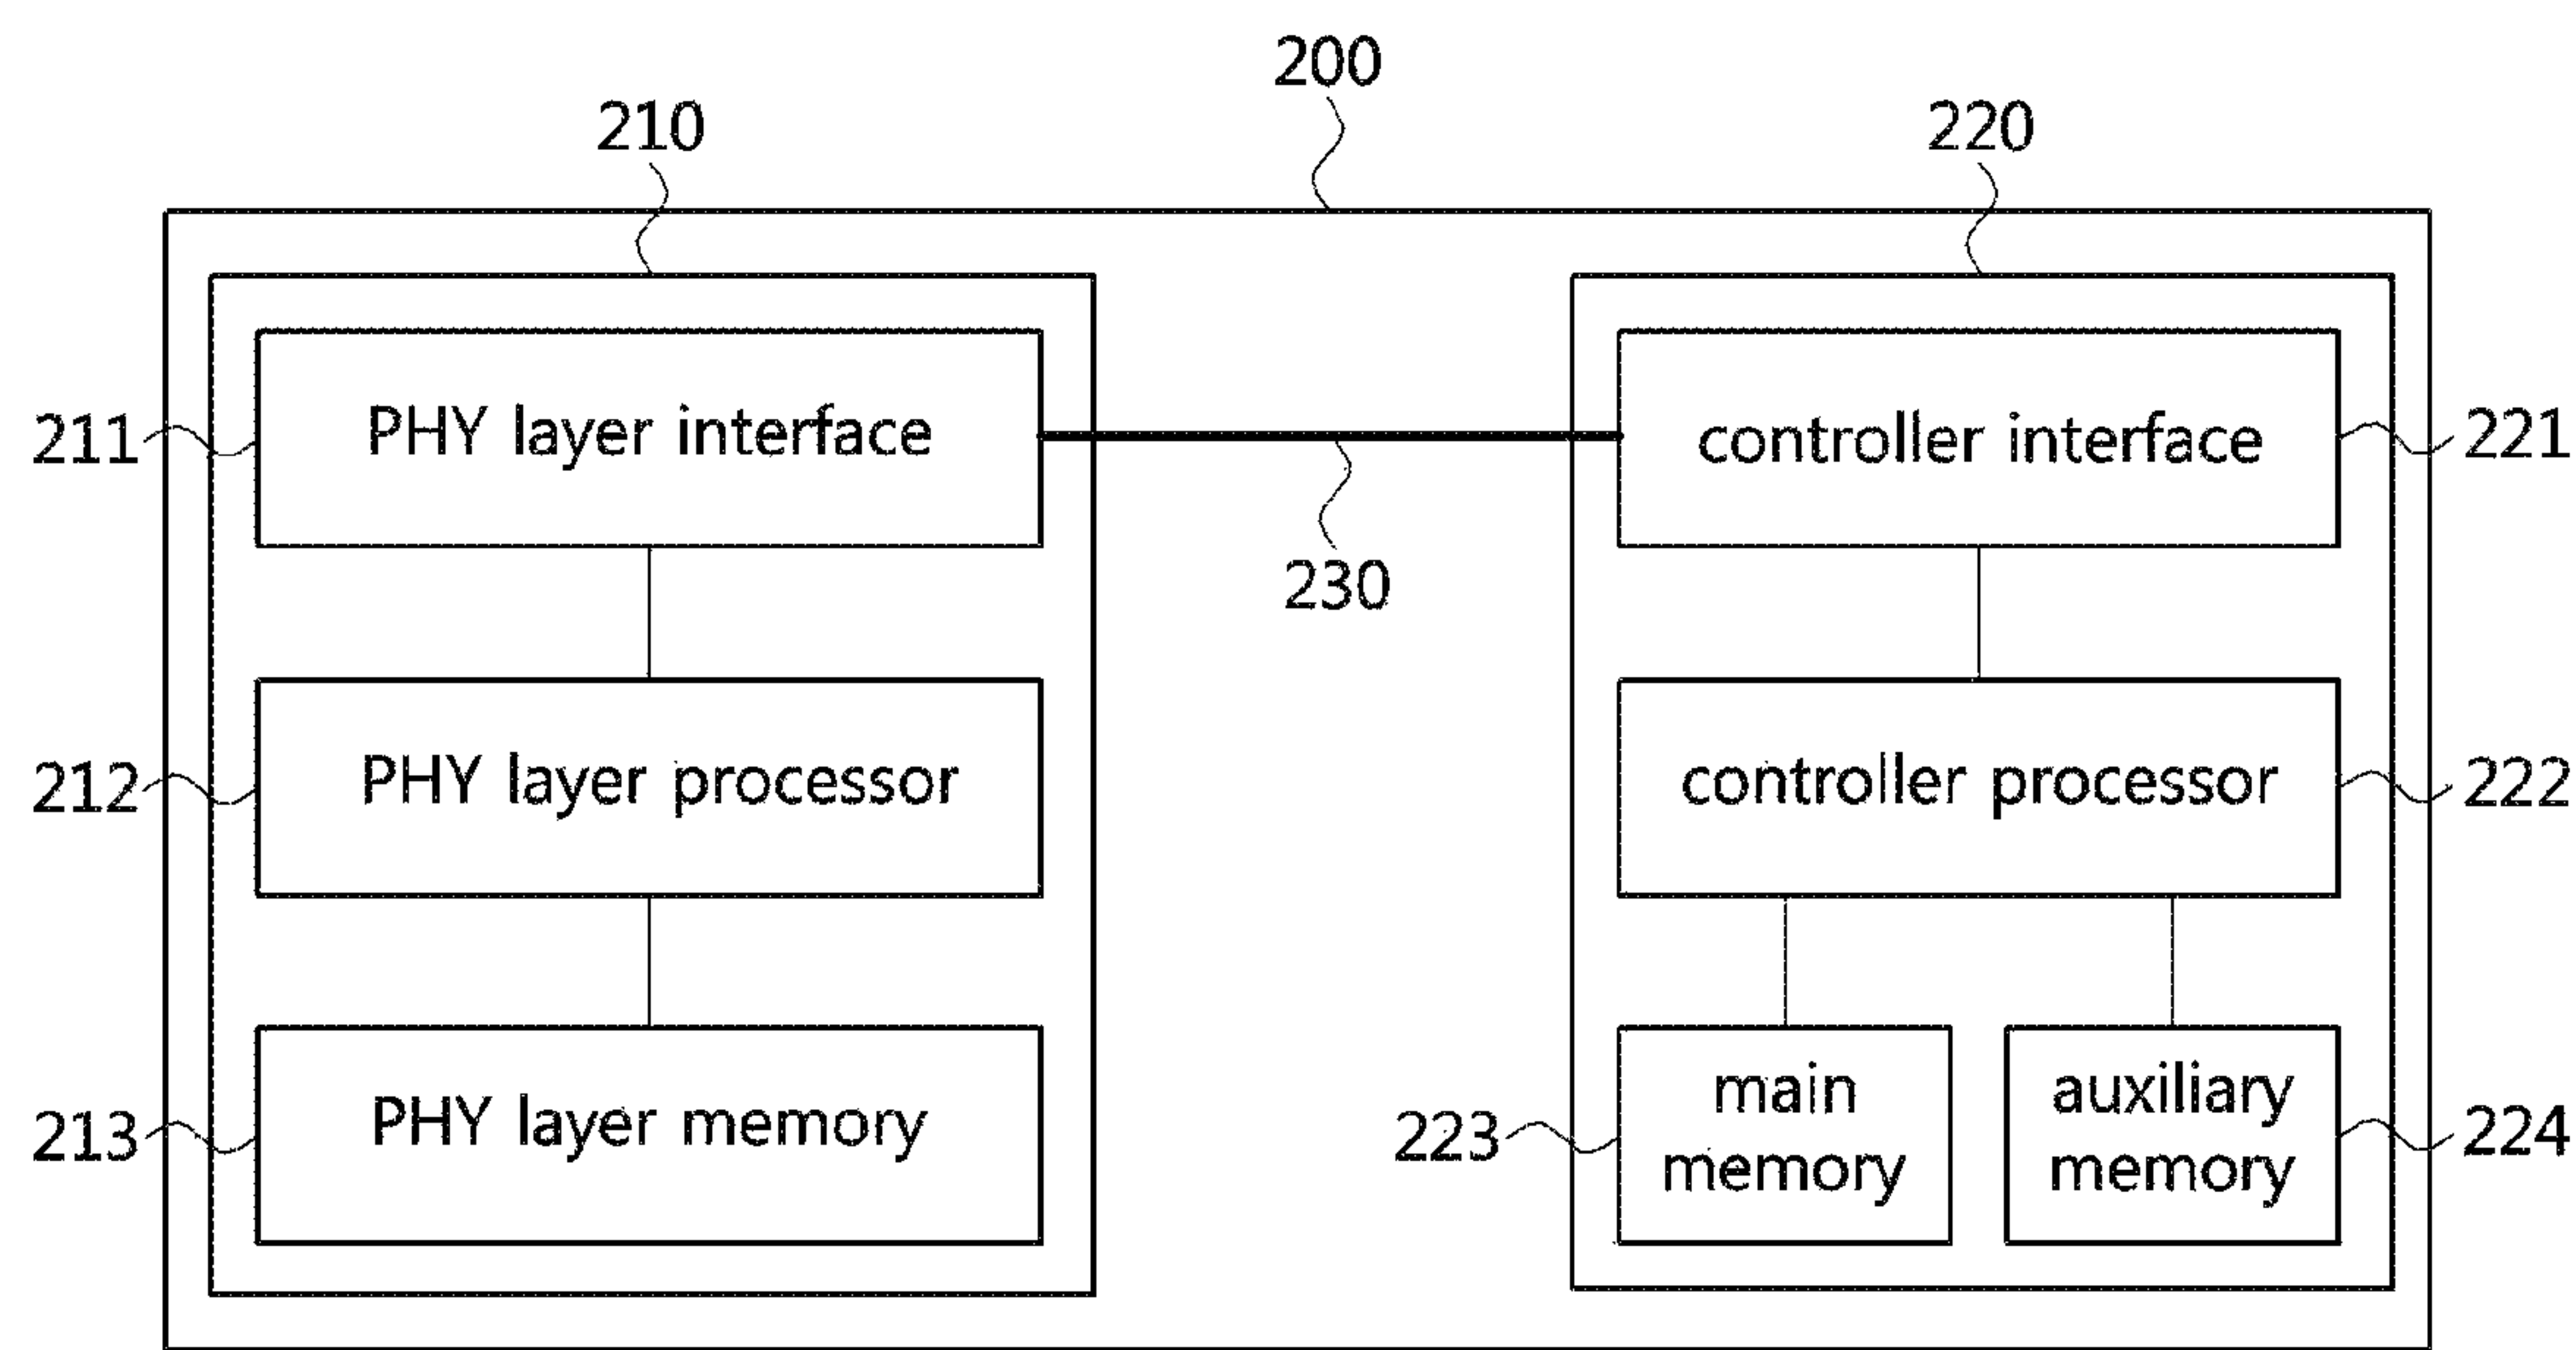 200
210
220
211
PHY layer interface
controller interface
221
230
212
PHY layer processor
controller processor
222
213
PHY layer memory
223
main
memory
auxiliary
memory
224